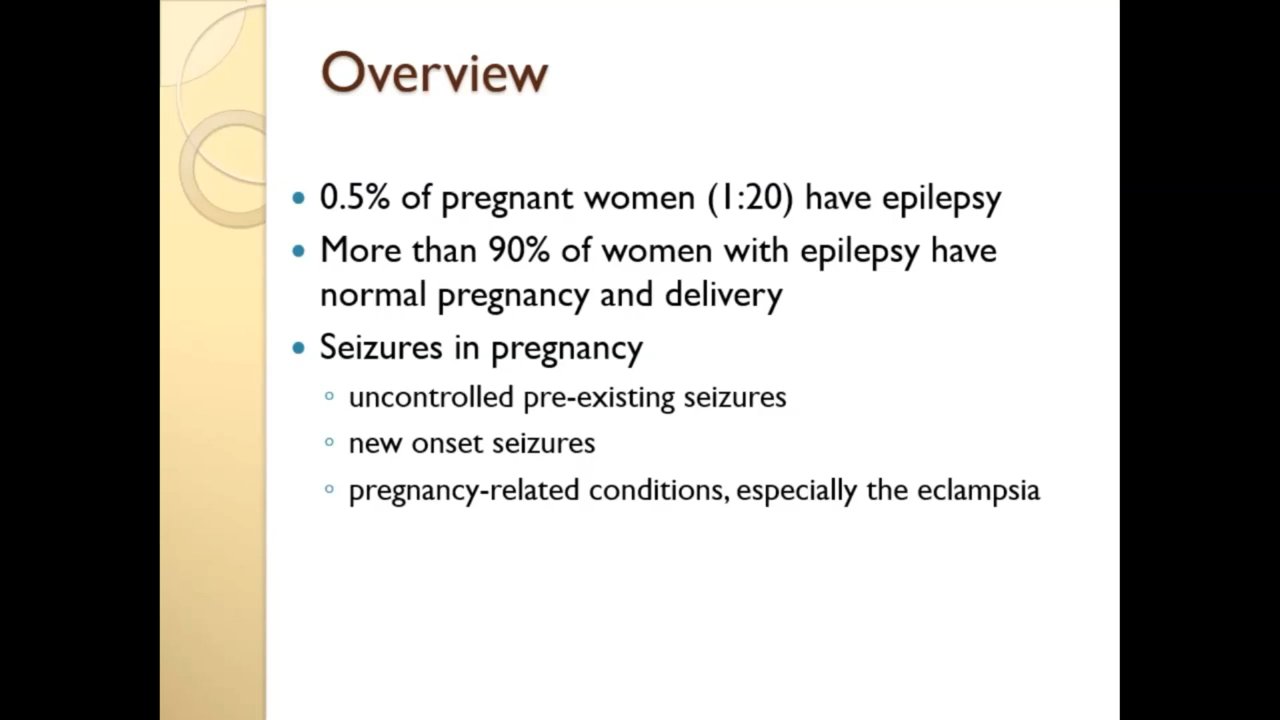 Overview
• 0.5% of pregnant women (1:20) have epilepsy
• More than 90% of women with epilepsy have
normal pregnancy and delivery
• Seizures in pregnancy
◦ uncontrolled pre-existing seizures
◦ new onset seizures
◦ pregnancy-related conditions, especially the eclampsia